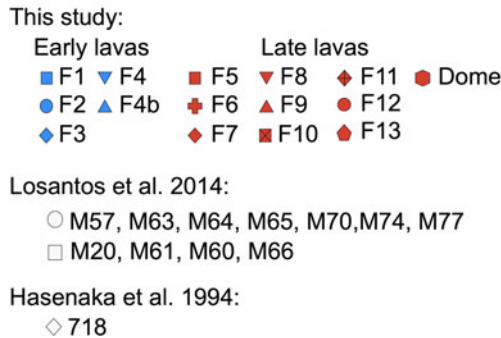 This study:
Early lavas Late lavas
F1 F4 F5 F8 F11 Dome
F2 F4b F6 F9 F12
F3 F7 F10 F13
Losantos et al. 2014:
M57, M63, M64, M65, M70,M74, M77
M20, M61, M60, M66
Hasenaka et al. 1994:
718